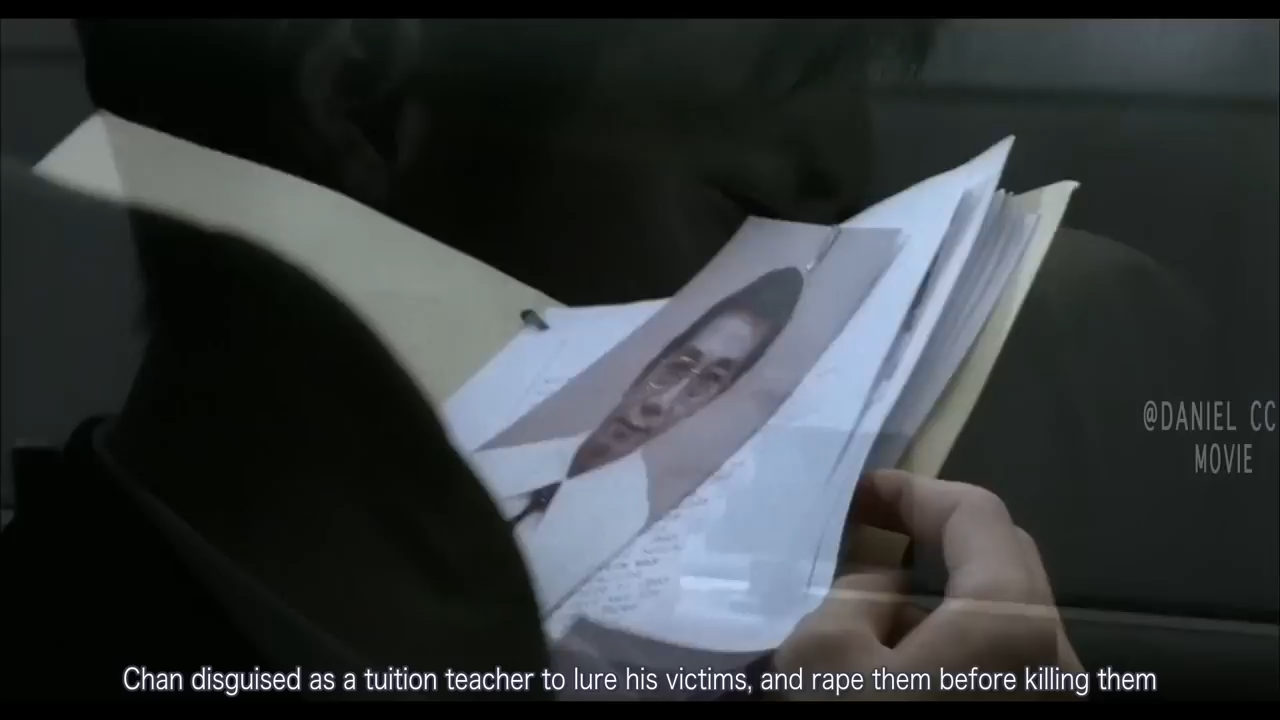 @DANIEL CC
MOVIE
Chan disguised as a tuition teacher to lure his victims, and rape them before killing them